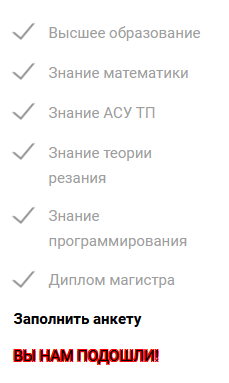 Высшее образование
Знание математики
Знание АСУ ТП
Знание теории
резания
Знание
программирования
Диплом магистра
Заполнить анкету
ВЫ НАМ ПОДОШЛИ!